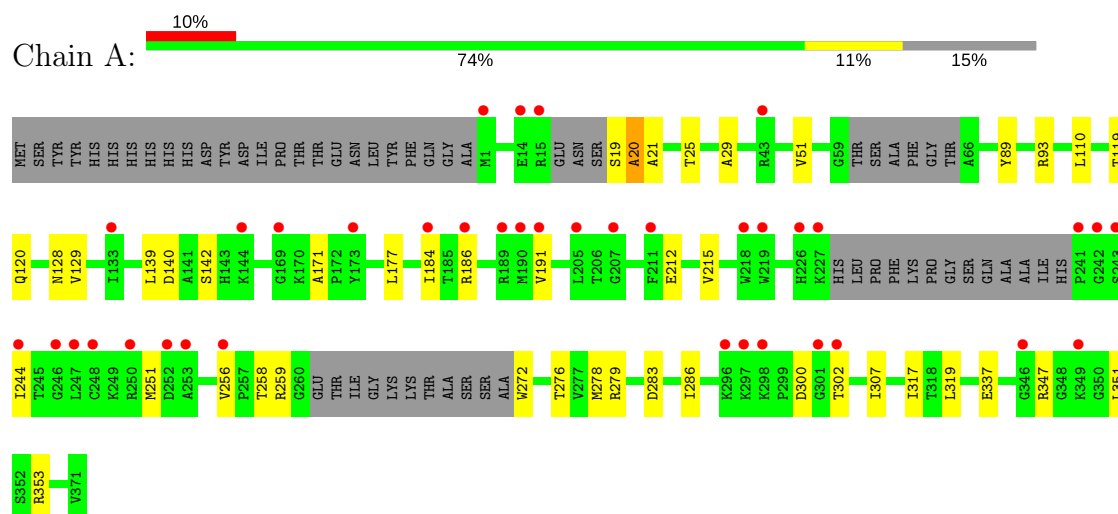 10%
Chain A:
74% 11% 15%
MET SER TYR TYR HIS HIS HIS HIS HIS HIS ASP TYR ASP ILE PRO THR THR GLU ASN LEU TYR PHE GLN GLY ALA M1 E14 R15 GLU ASN SER S19 A20 A21 T25 A29 R43 V51 G59 THR SER ALA PHE GLY THR A66 Y89 R93 L110 T119
Q120 N128 V129 I133 L139 D140 A141 S142 H143 K144 G169 K170 A171 P172 Y173 L177 I184 T185 R186 R189 M190 V191 L205 T206 G207 F211 E212 V215 W218 W219 H226 K227 HIS LEU PRO PHE LYS PRO GLY SER GLN ALA ALA ILE HIS P241 G242 S243
I244 T245 G246 L247 C248 K249 R250 M251 D252 A253 V256 P257 T258 R259 G260 GLU THR ILE GLY LYS LYS THR ALA SER SER ALA W272 T276 V277 M278 R279 D283 I286 K296 K297 K298 P299 D300 G301 T302 I307 I317 T318 L319 E337 G346 R347 G348 K349 G350 L351
S352 R353 V371